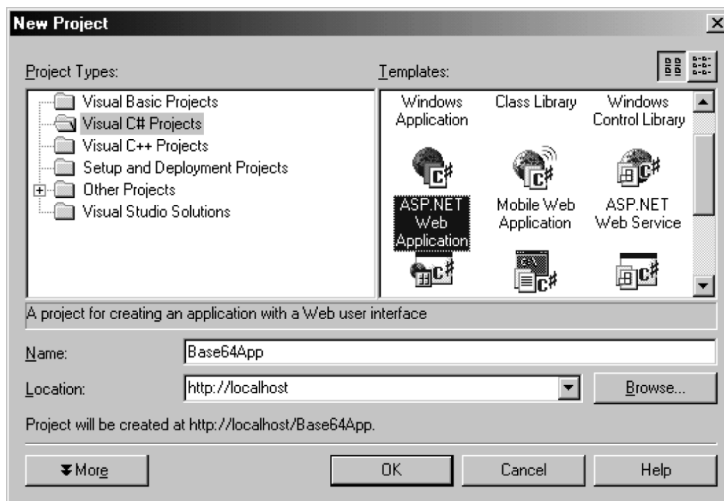 New Project
Project Types:
Templates:
Visual Basic Projects
Visual C# Projects
Visual C++ Projects
Setup and Deployment Projects
Other Projects
Visual Studio Solutions
Windows
Application
Class Library
Windows
Control Library
ASP.NET
Web
Application
Mobile Web
Application
ASP.NET
Web Service
A project for creating an application with a Web user interface
Name:
Base64App
Location:
http://localhost
Browse...
Project will be created at http://localhost/Base64App.
More
OK
Cancel
Help